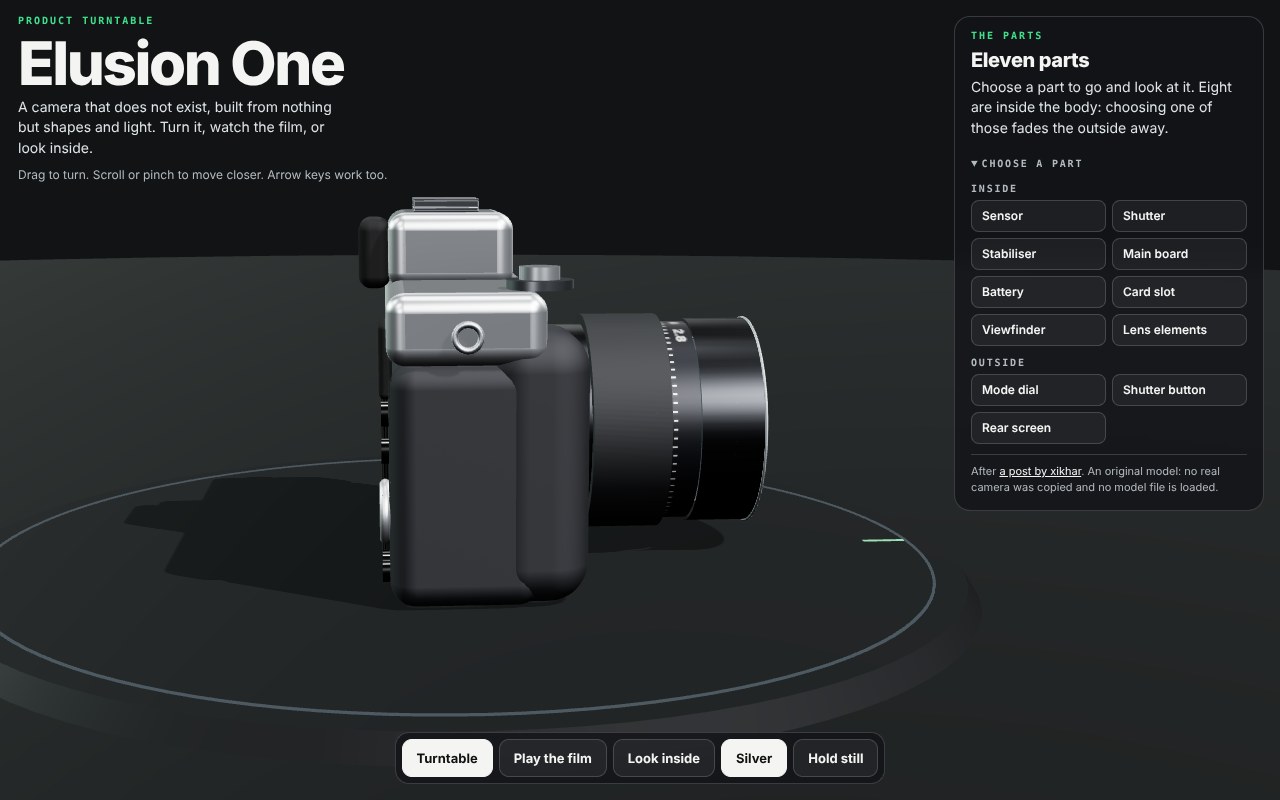 PRODUCT TURNTABLE
Elusion One
A camera that does not exist, built from nothing
but shapes and light. Turn it, watch the film, or
look inside.
Drag to turn. Scroll or pinch to move closer. Arrow keys work too.
2.8
THE PARTS
Eleven parts
Choose a part to go and look at it. Eight
are inside the body: choosing one of
those fades the outside away.
▼ CHOOSE A PART
INSIDE
Sensor
Shutter
Stabiliser
Main board
Battery
Card slot
Viewfinder
Lens elements
OUTSIDE
Mode dial
Shutter button
Rear screen
After a post by xikhar. An original model: no real
camera was copied and no model file is loaded.
Turntable
Play the film
Look inside
Silver
Hold still